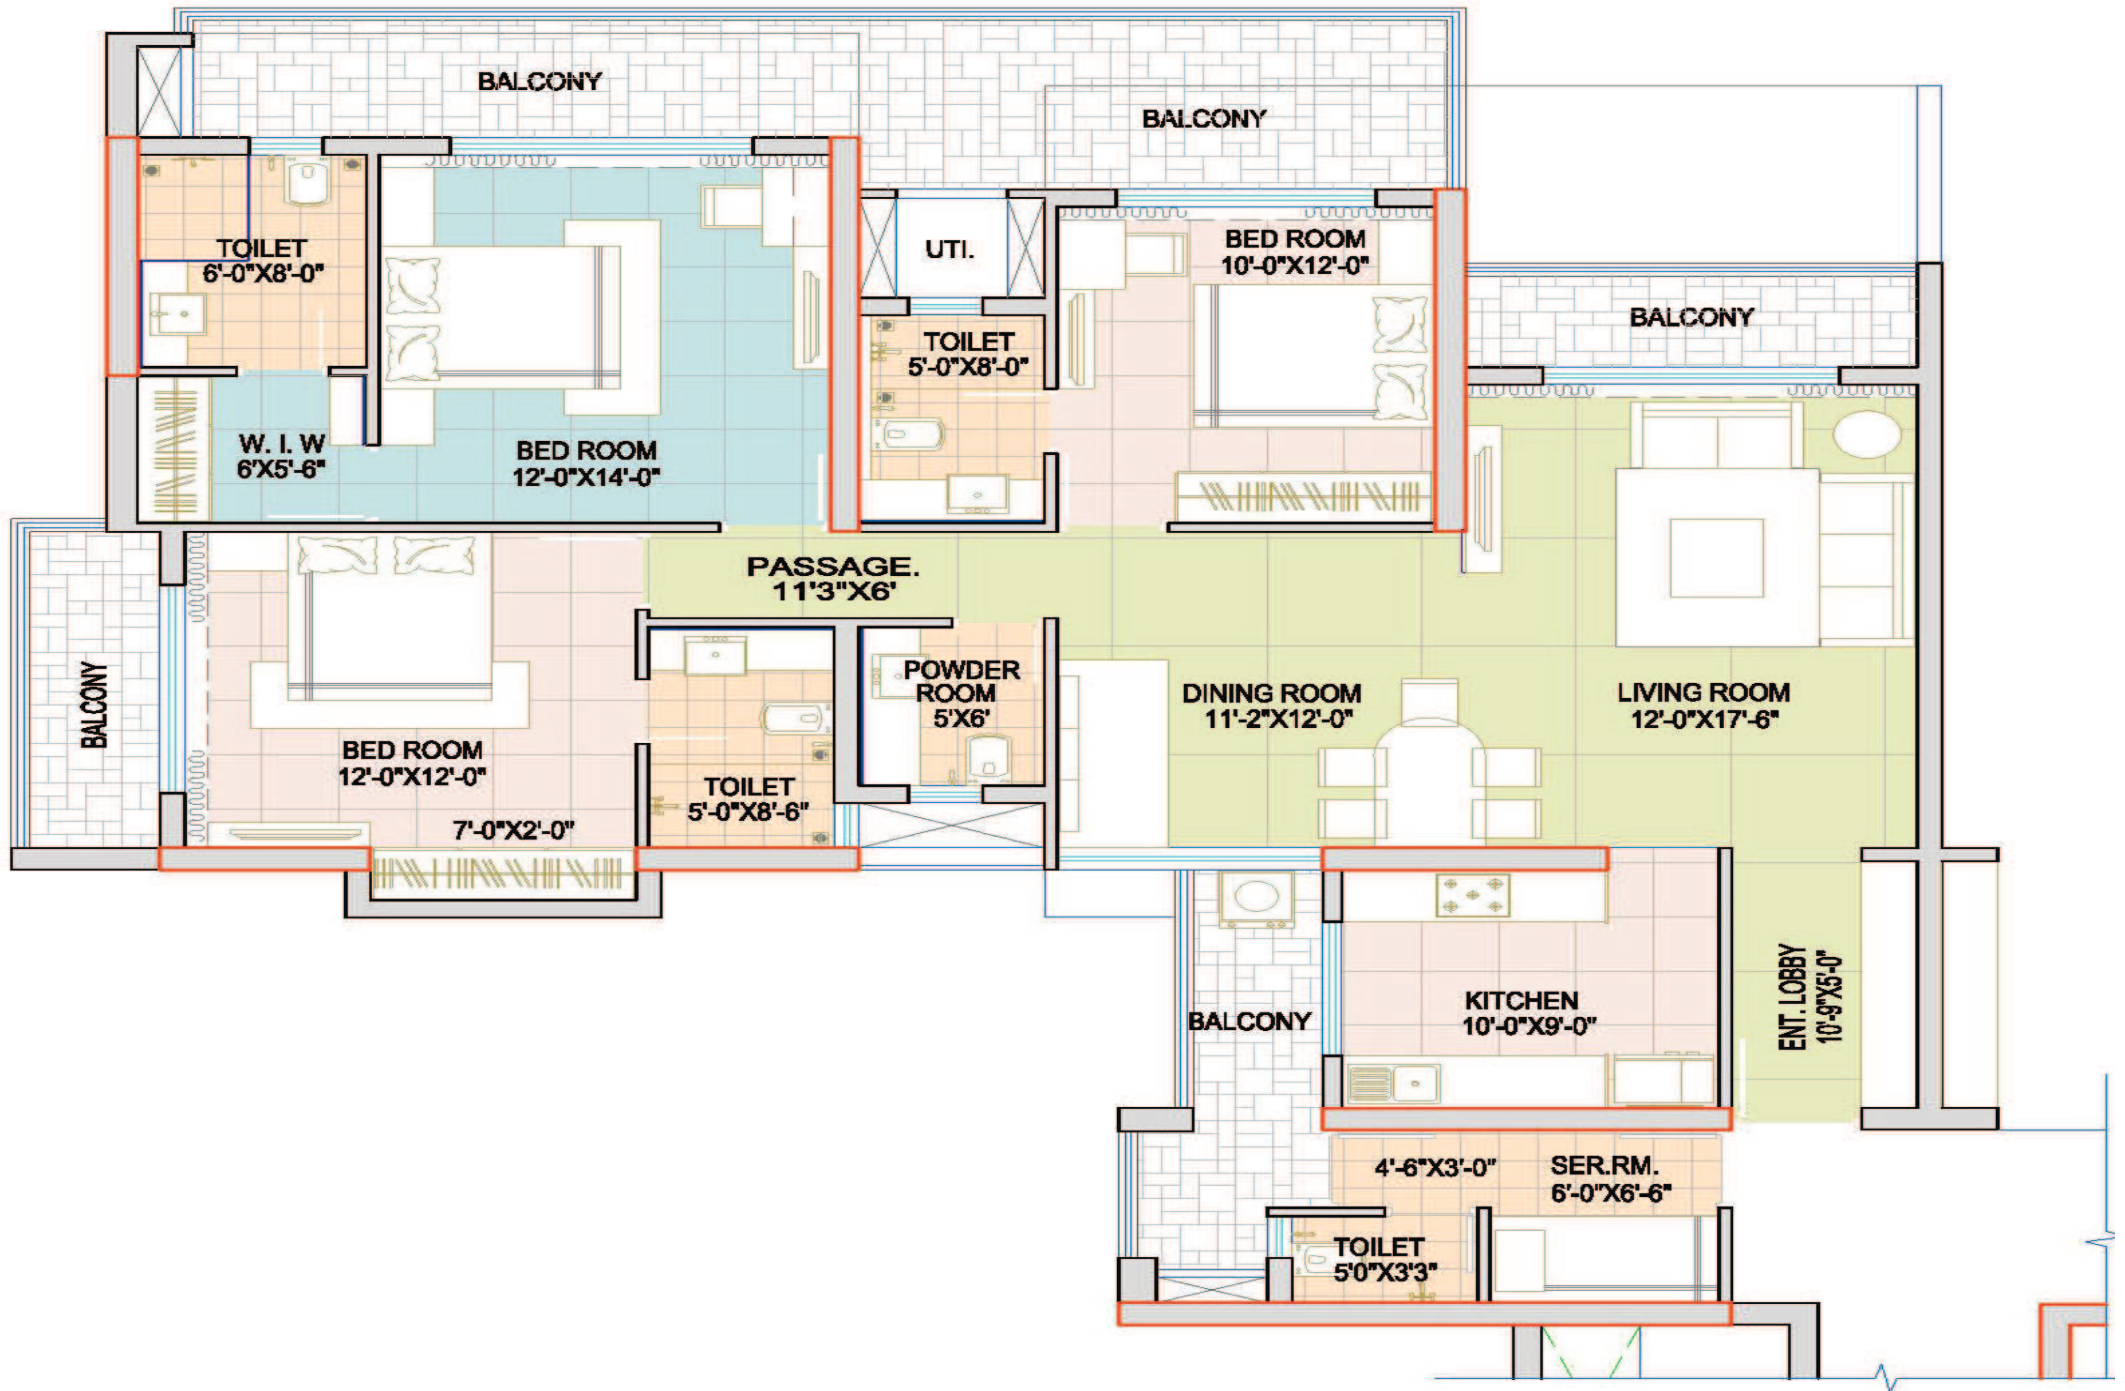 BALCONY
BALCONY
TOILET
6'-0"X8'-0"
UTI.
BED ROOM
10'-0"X12'-0"
BALCONY
TOILET
5'-0"X8'-0"
W. I. W
6'X5'-6"
BED ROOM
12'-0"X14'-0"
PASSAGE.
11'3"X6'
BALCONY
POWDER
ROOM
5'X6'
DINING ROOM
11'-2"X12'-0"
LIVING ROOM
12'-0"X17'-6"
BED ROOM
12'-0"X12'-0"
TOILET
5'-0"X8'-6"
7'-0"X2'-0"
BALCONY
KITCHEN
10'-0"X9'-0"
ENT. LOBBY
10'-9"X5'-0"
4'-6"X3'-0"
SER.RM.
6'-0"X6'-6"
TOILET
5'0"X3'3"